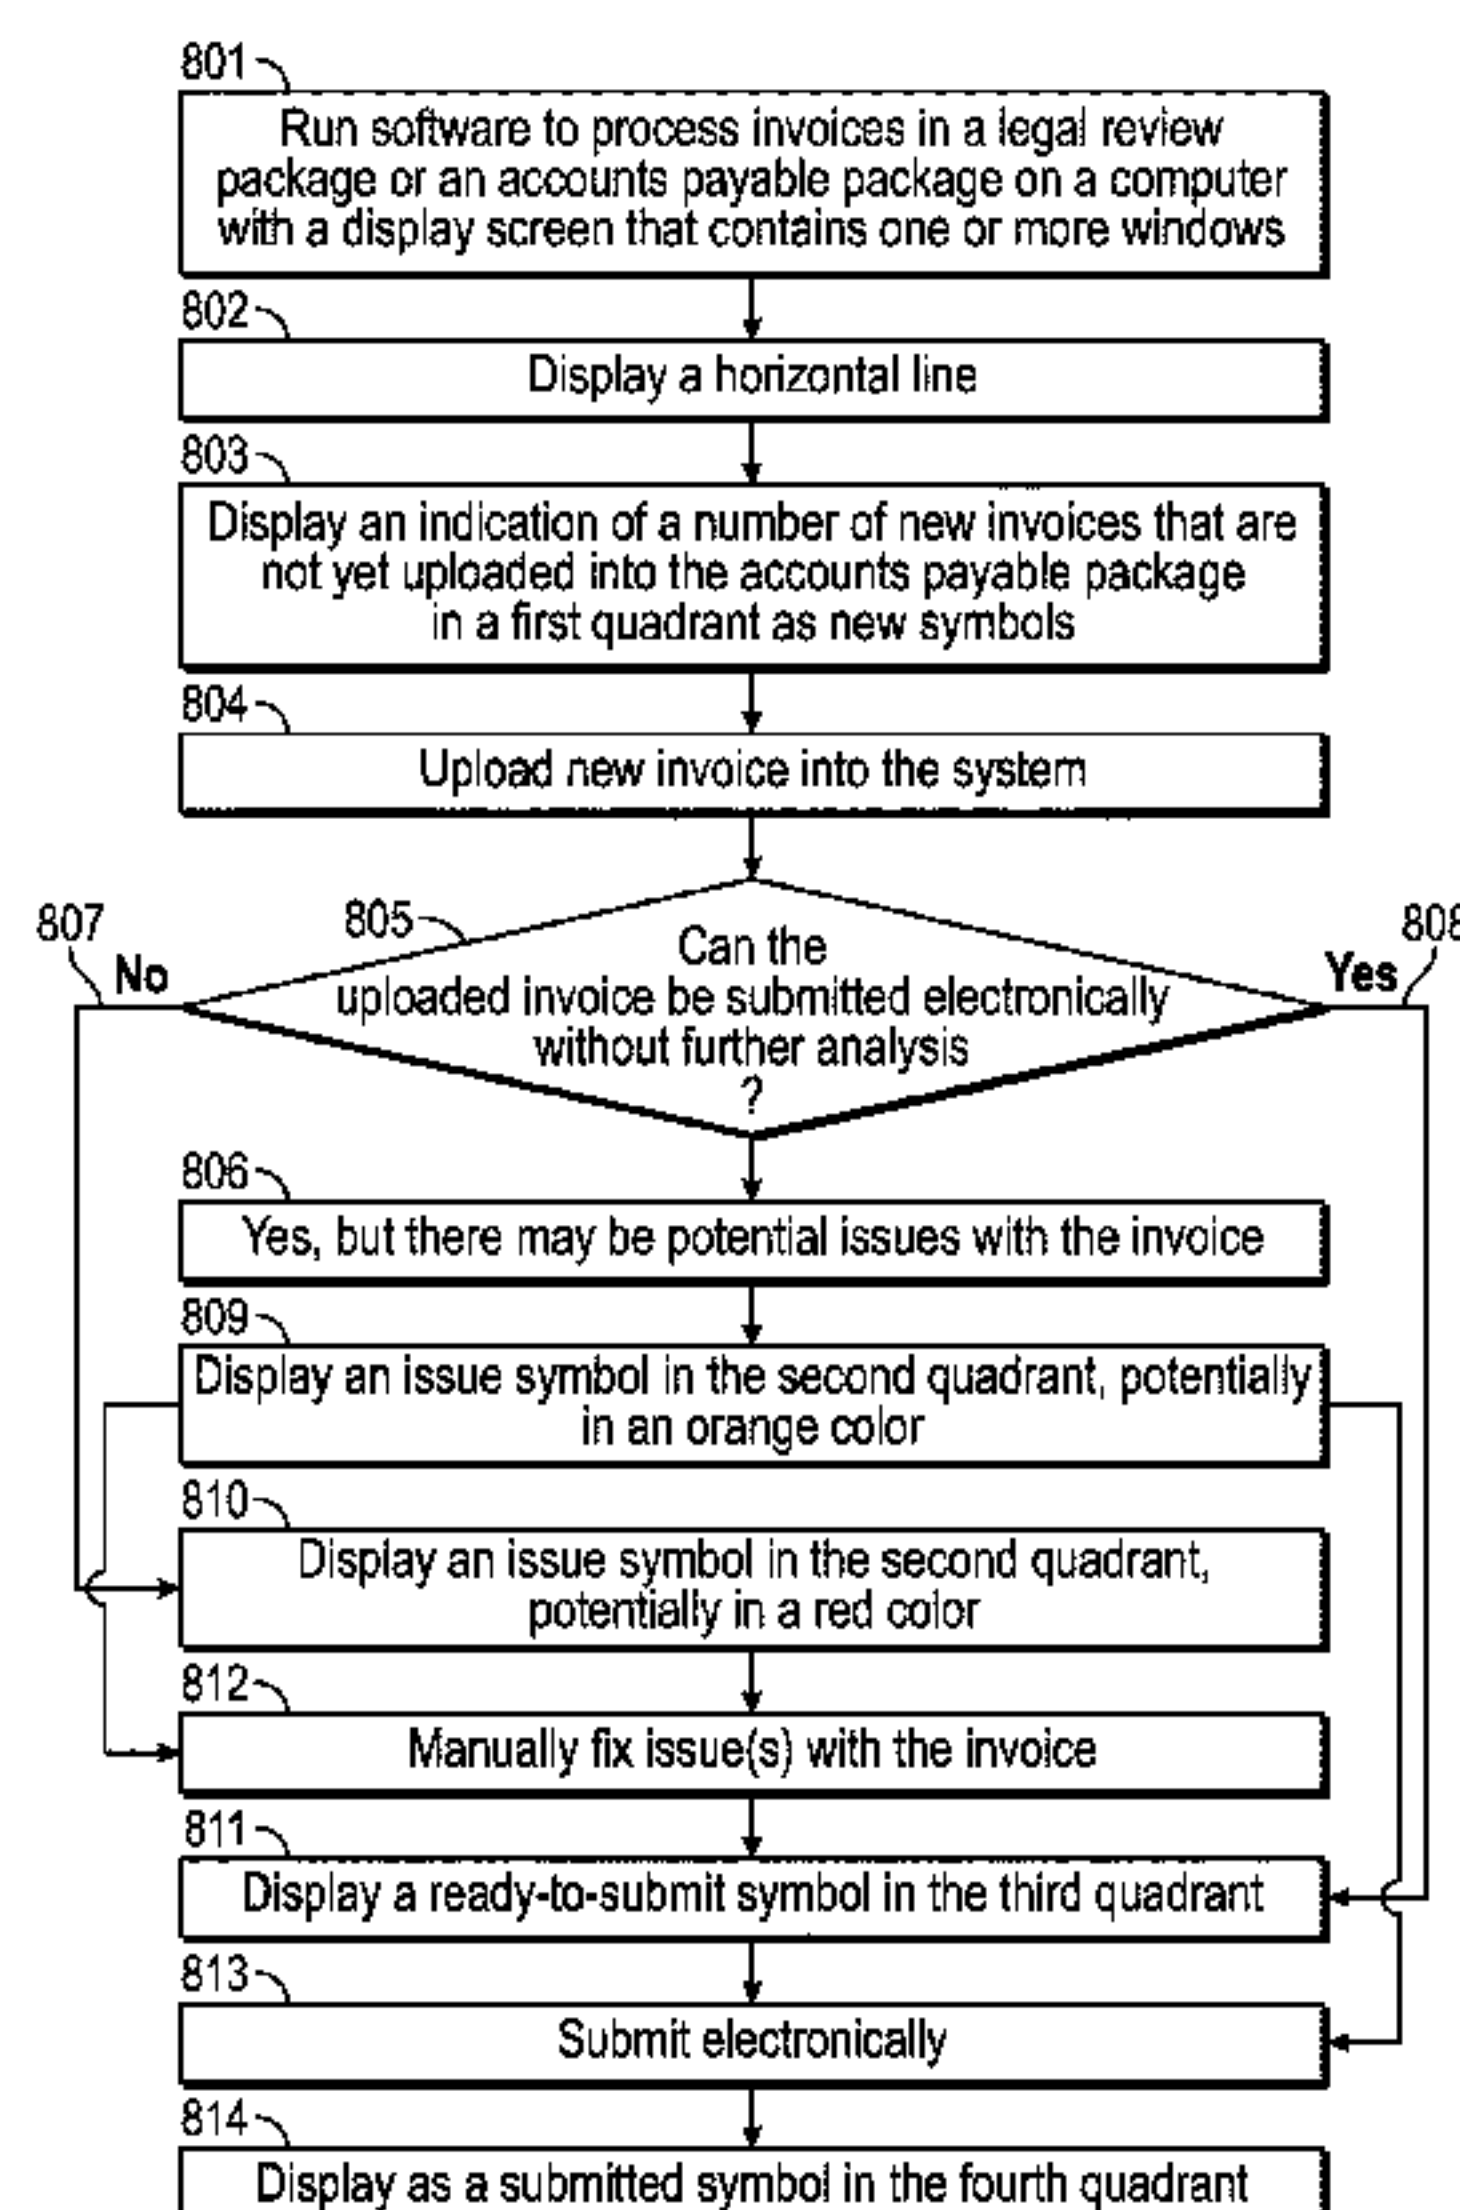 801
Run software to process invoices in a legal review
package or an accounts payable package on a computer
with a display screen that contains one or more windows
802
Display a horizontal line
803
Display an indication of a number of new invoices that are
not yet uploaded into the accounts payable package
in a first quadrant as new symbols
804
Upload new invoice into the system
807
No
805
Can the
uploaded invoice be submitted electronically
without further analysis
?
808
Yes
806
Yes, but there may be potential issues with the invoice
809
Display an issue symbol in the second quadrant, potentially
in an orange color
810
Display an issue symbol in the second quadrant,
potentially in a red color
812
Manually fix issue(s) with the invoice
811
Display a ready-to-submit symbol in the third quadrant
813
Submit electronically
814
Display as a submitted symbol in the fourth quadrant